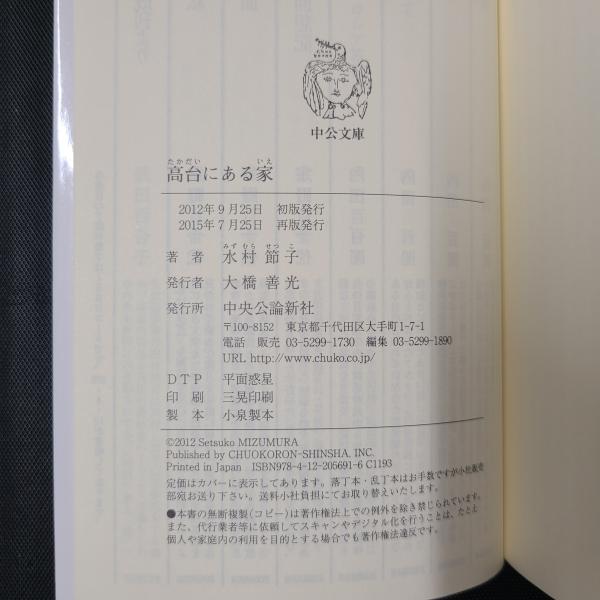 中公文庫
たかだい いえ
高台にある家
2012年9月25日 初版発行
2015年7月25日 再版発行
みずむら せつこ
著者 水村節子
発行者 大橋善光
発行所 中央公論新社
〒100-8152 東京都千代田区大手町1-7-1
電話 販売 03-5299-1730 編集 03-5299-1890
URL http://www.chuko.co.jp/
DTP 平面惑星
印刷 三晃印刷
製本 小泉製本
©2012 Setsuko MIZUMURA
Published by CHUOKORON-SHINSHA, INC.
Printed in Japan ISBN978-4-12-205691-6 C1193
定価はカバーに表示してあります。落丁本・乱丁本はお手数ですが小社販売
部宛お送り下さい。送料小社負担にてお取り替えいたします。
●本書の無断複製(コピー)は著作権法上での例外を除き禁じられています。
また、代行業者等に依頼してスキャンやデジタル化を行うことは、たとえ
個人や家庭内の利用を目的とする場合でも著作権法違反です。